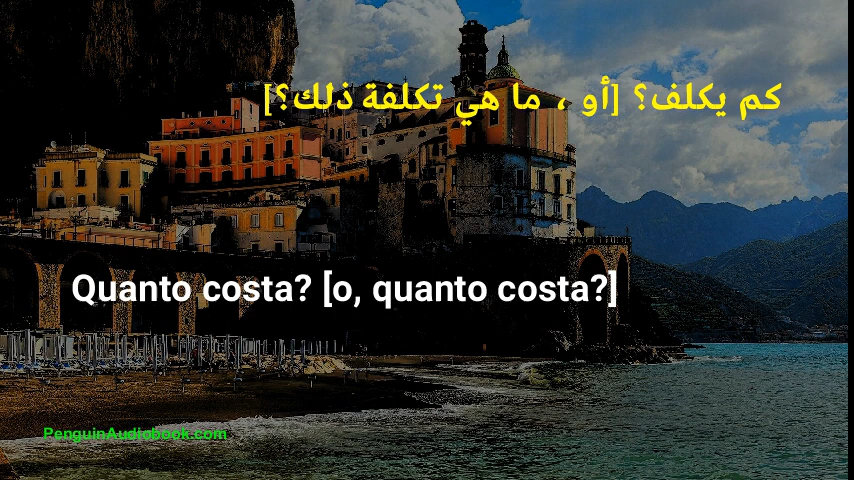 كم يكلف؟ [أو ، ما هي تكلفة ذلك؟]
Quanto costa? [o, quanto costa?]
PenguinAudiobook.com